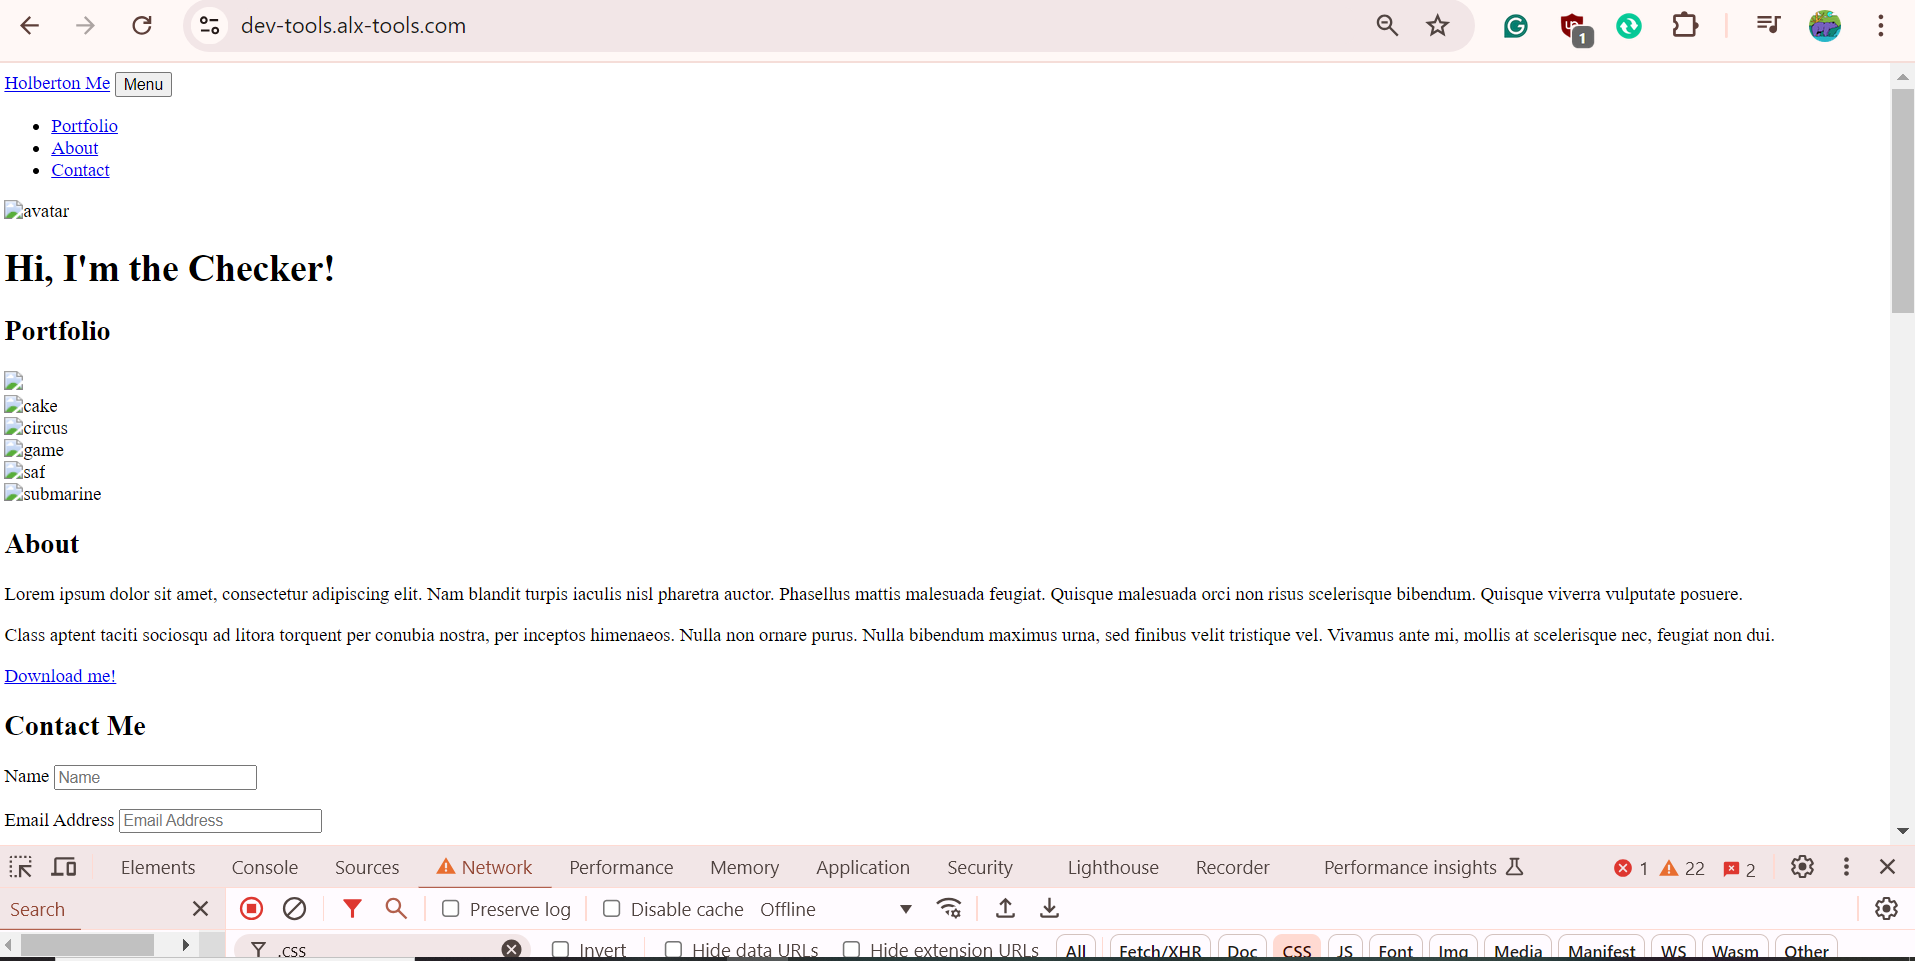 dev-tools.alx-tools.com
1
Holberton Me Menu
Portfolio
About
Contact
avatar
Hi, I'm the Checker!
Portfolio
cake
circus
game
saf
submarine
About
Lorem ipsum dolor sit amet, consectetur adipiscing elit. Nam blandit turpis iaculis nisl pharetra auctor. Phasellus mattis malesuada feugiat. Quisque malesuada orci non risus scelerisque bibendum. Quisque viverra vulputate posuere.
Class aptent taciti sociosqu ad litora torquent per conubia nostra, per inceptos himenaeos. Nulla non ornare purus. Nulla bibendum maximus urna, sed finibus velit tristique vel. Vivamus ante mi, mollis at scelerisque nec, feugiat non dui.
Download me!
Contact Me
Name Name
Email Address Email Address
Elements Console Sources Network Performance Memory Application Security Lighthouse Recorder Performance insights 1 22 2
Search Preserve log Disable cache Offline
.css Invert Hide data URLs Hide extension URLs All Fetch/XHR Doc CSS JS Font Img Media Manifest WS Wasm Other